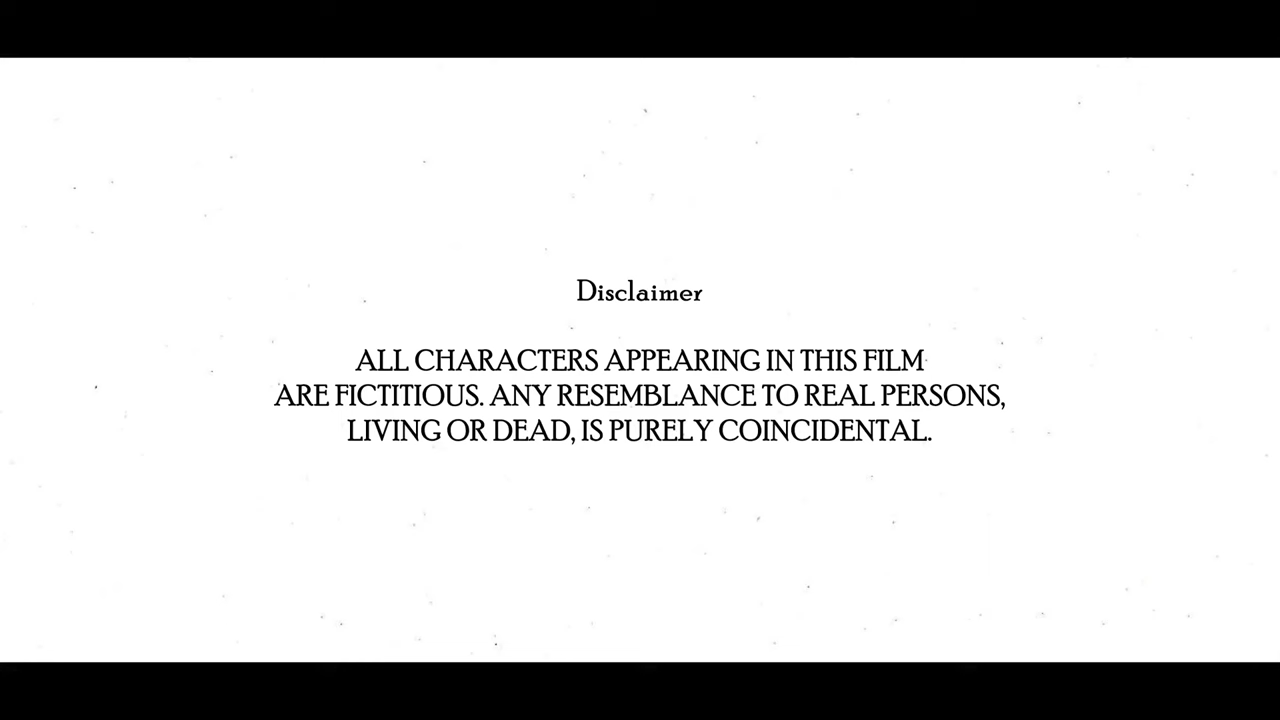 Disclaimer
ALL CHARACTERS APPEARING IN THIS FILM
ARE FICTITIOUS. ANY RESEMBLANCE TO REAL PERSONS,
LIVING OR DEAD, IS PURELY COINCIDENTAL.